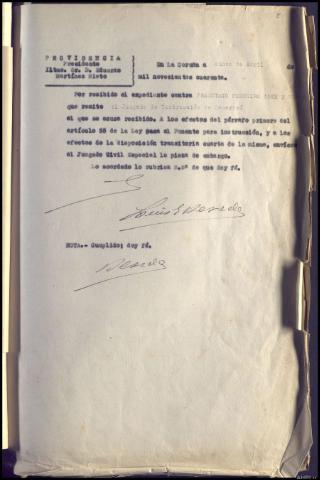 PROVIDENCIA
Presidente
Iltmo. Sr. D. Eduardo
Martínez Nieto
En La Coruña a de Abril de
mil novecientos cuarenta.
Por recibido el expediente contra
que remite el Juzgado de Instrucción de
el que se acuse recibido. A los efectos del párrafo primero del
artículo 55 de la Ley pase al Ponente para instrucción, y a los
efectos de la disposición transitoria cuarta de la misma, envíese
al Juzgado Civil Especial la pieza de embargo.
Lo acordado lo rubrica S.Sª de que doy fé.
NOTA.- Cumplido; doy fé.